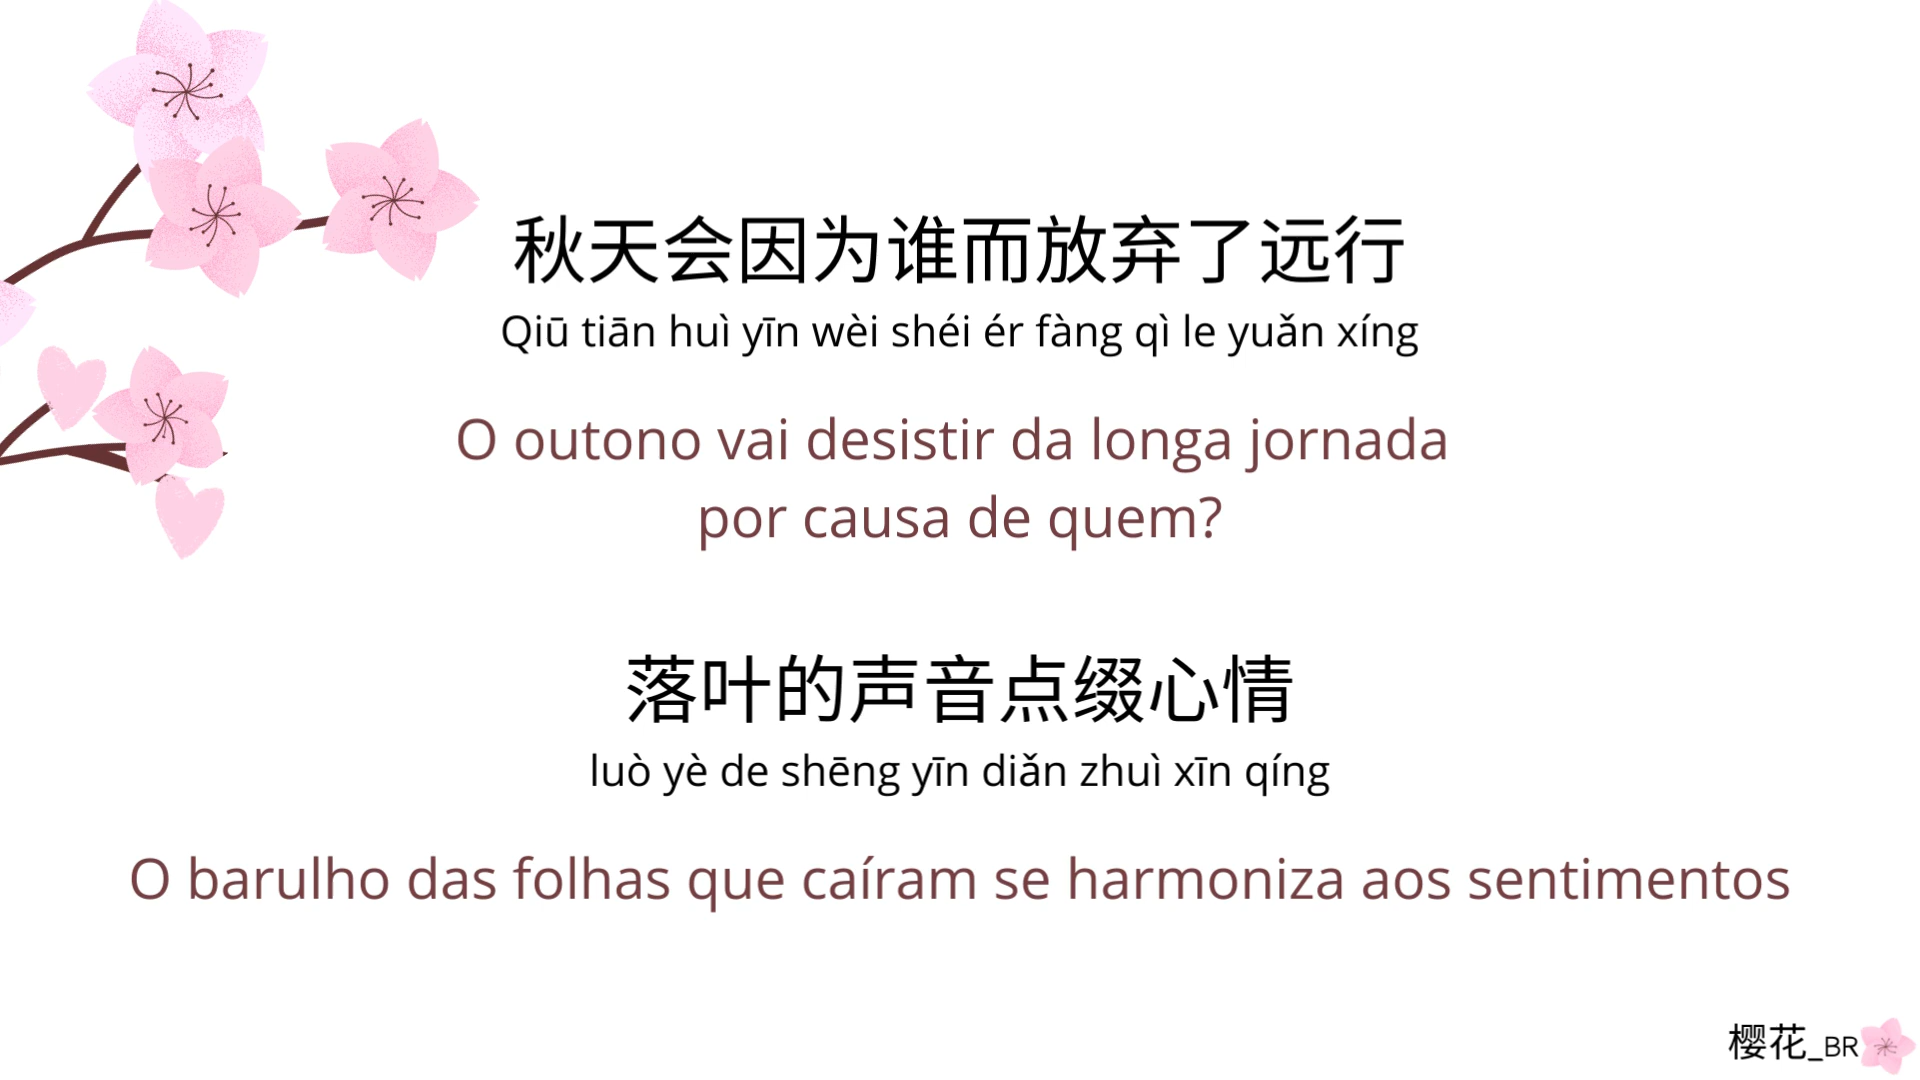 秋天会因为谁而放弃了远行
Qiū tiān huì yīn wèi shéi ér fàng qì le yuǎn xíng
O outono vai desistir da longa jornada
por causa de quem?
落叶的声音点缀心情
luò yè de shēng yīn diǎn zhuì xīn qíng
O barulho das folhas que caíram se harmoniza aos sentimentos
樱花_BR